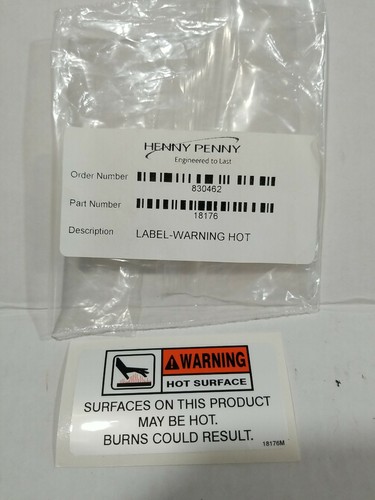 HENNY PENNY
Engineered to Last
Order Number
830462
Part Number
18176
Description LABEL-WARNING HOT
WARNING
HOT SURFACE
SURFACES ON THIS PRODUCT
MAY BE HOT.
BURNS COULD RESULT.
18176M